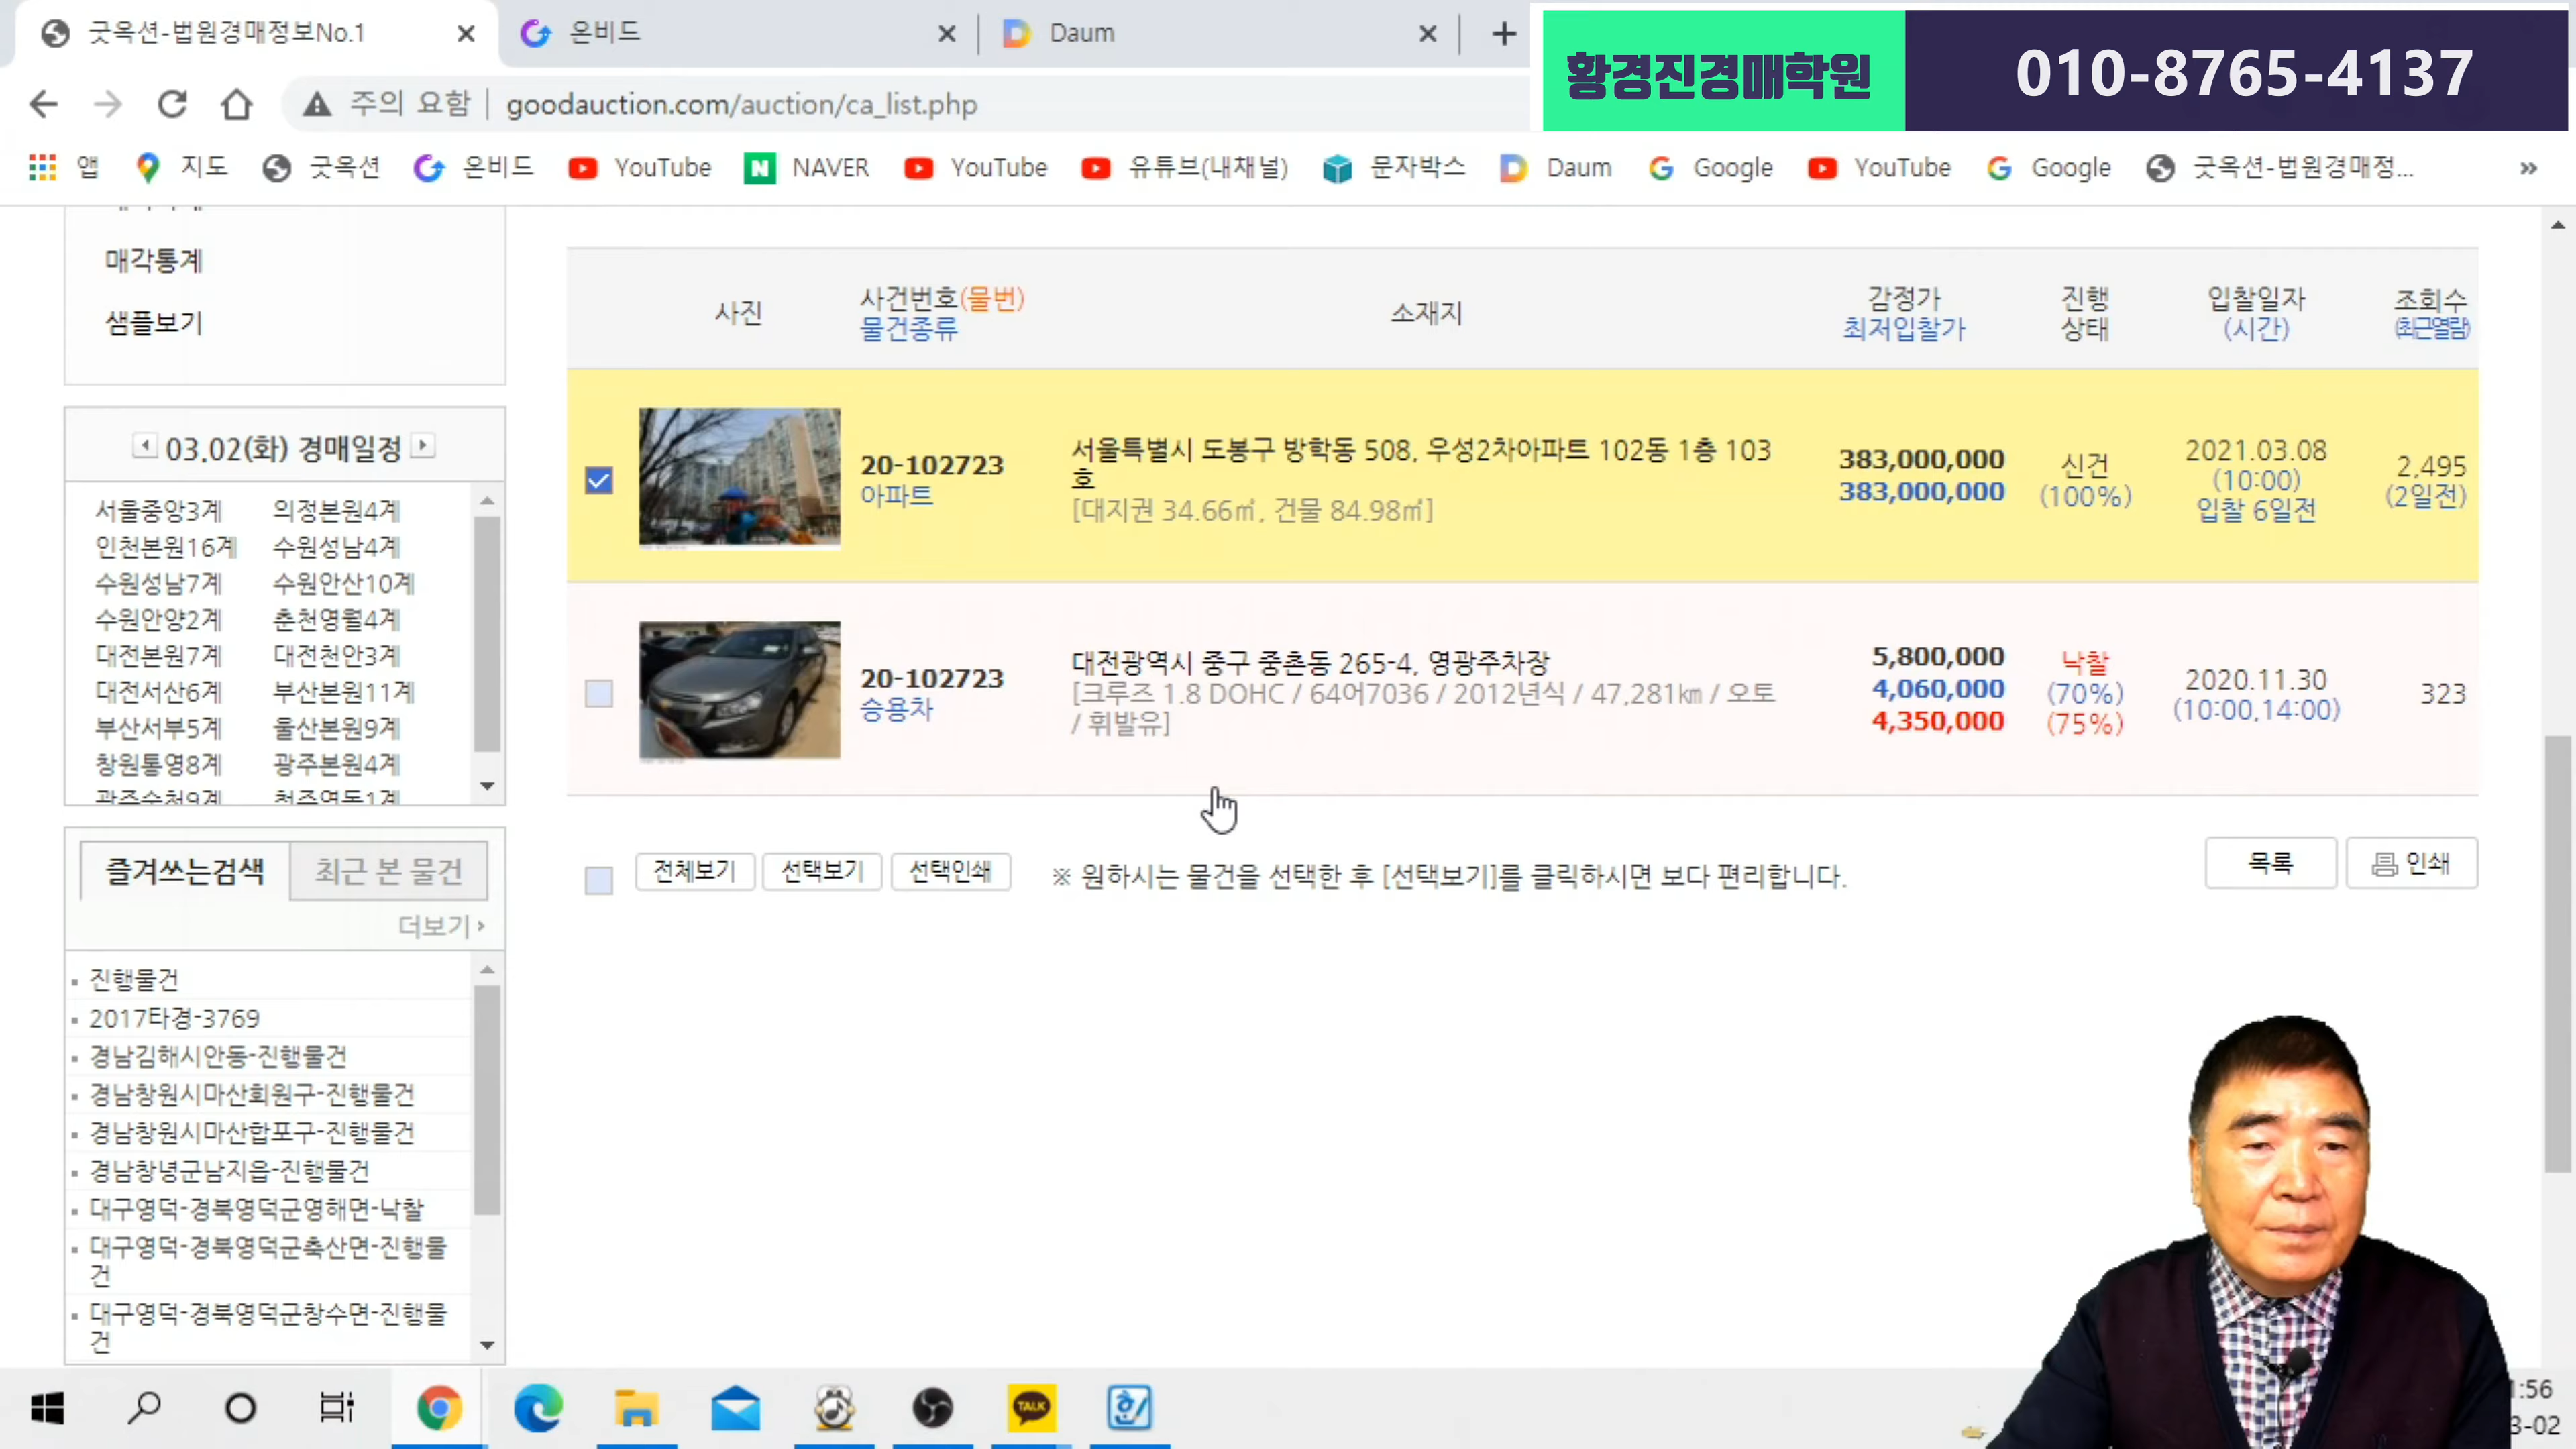 굿옥션-법원경매정보No.1
온비드
Daum
황경진경매학원
010-8765-4137
주의 요함
goodauction.com/auction/ca_list.php
앱
지도
굿옥션
온비드
YouTube
NAVER
YouTube
유튜브(내채널)
문자박스
Daum
Google
YouTube
Google
굿옥션-법원경매정...
매각통계
샘플보기
03.02(화) 경매일정
서울중앙3계 의정본원4계
인천본원16계 수원성남4계
수원성남7계 수원안산10계
수원안양2계 춘천영월4계
대전본원7계 대전천안3계
대전서산6계 부산본원11계
부산서부5계 울산본원9계
창원통영8계 광주본원4계
즐겨쓰는검색
최근 본 물건
더보기
진행물건
2017타경-3769
경남김해시안동-진행물건
경남창원시마산회원구-진행물건
경남창원시마산합포구-진행물건
경남창녕군남지읍-진행물건
대구영덕-경북영덕군영해면-낙찰
대구영덕-경북영덕군축산면-진행물
건
대구영덕-경북영덕군창수면-진행물
건
사진
사건번호(물번)
물건종류
소재지
감정가
최저입찰가
진행
상태
입찰일자
(시간)
조회수
(최근열람)
20-102723
아파트
서울특별시 도봉구 방학동 508, 우성2차아파트 102동 1층 103
호
[대지권 34.66㎡, 건물 84.98㎡]
383,000,000
383,000,000
신건
(100%)
2021.03.08
(10:00)
입찰 6일전
2,495
(2일전)
20-102723
승용차
대전광역시 중구 중촌동 265-4, 영광주차장
[크루즈 1.8 DOHC / 64어7036 / 2012년식 / 47,281㎞ / 오토
/ 휘발유]
5,800,000
4,060,000
4,350,000
낙찰
(70%)
(75%)
2020.11.30
(10:00,14:00)
323
전체보기
선택보기
선택인쇄
※ 원하시는 물건을 선택한 후 [선택보기]를 클릭하시면 보다 편리합니다.
목록
인쇄
TALK
:56
3-02